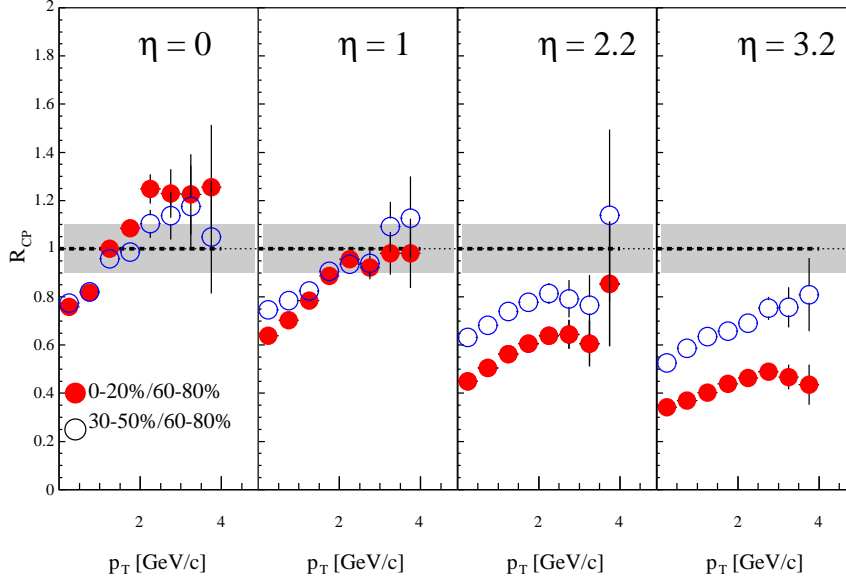 η = 0
η = 1
η = 2.2
η = 3.2
R_CP
2
1.8
1.6
1.4
1.2
1
0.8
0.6
0.4
0.2
0
0-20%/60-80%
30-50%/60-80%
2 4
2 4
2 4
2 4
p_T [GeV/c]
p_T [GeV/c]
p_T [GeV/c]
p_T [GeV/c]